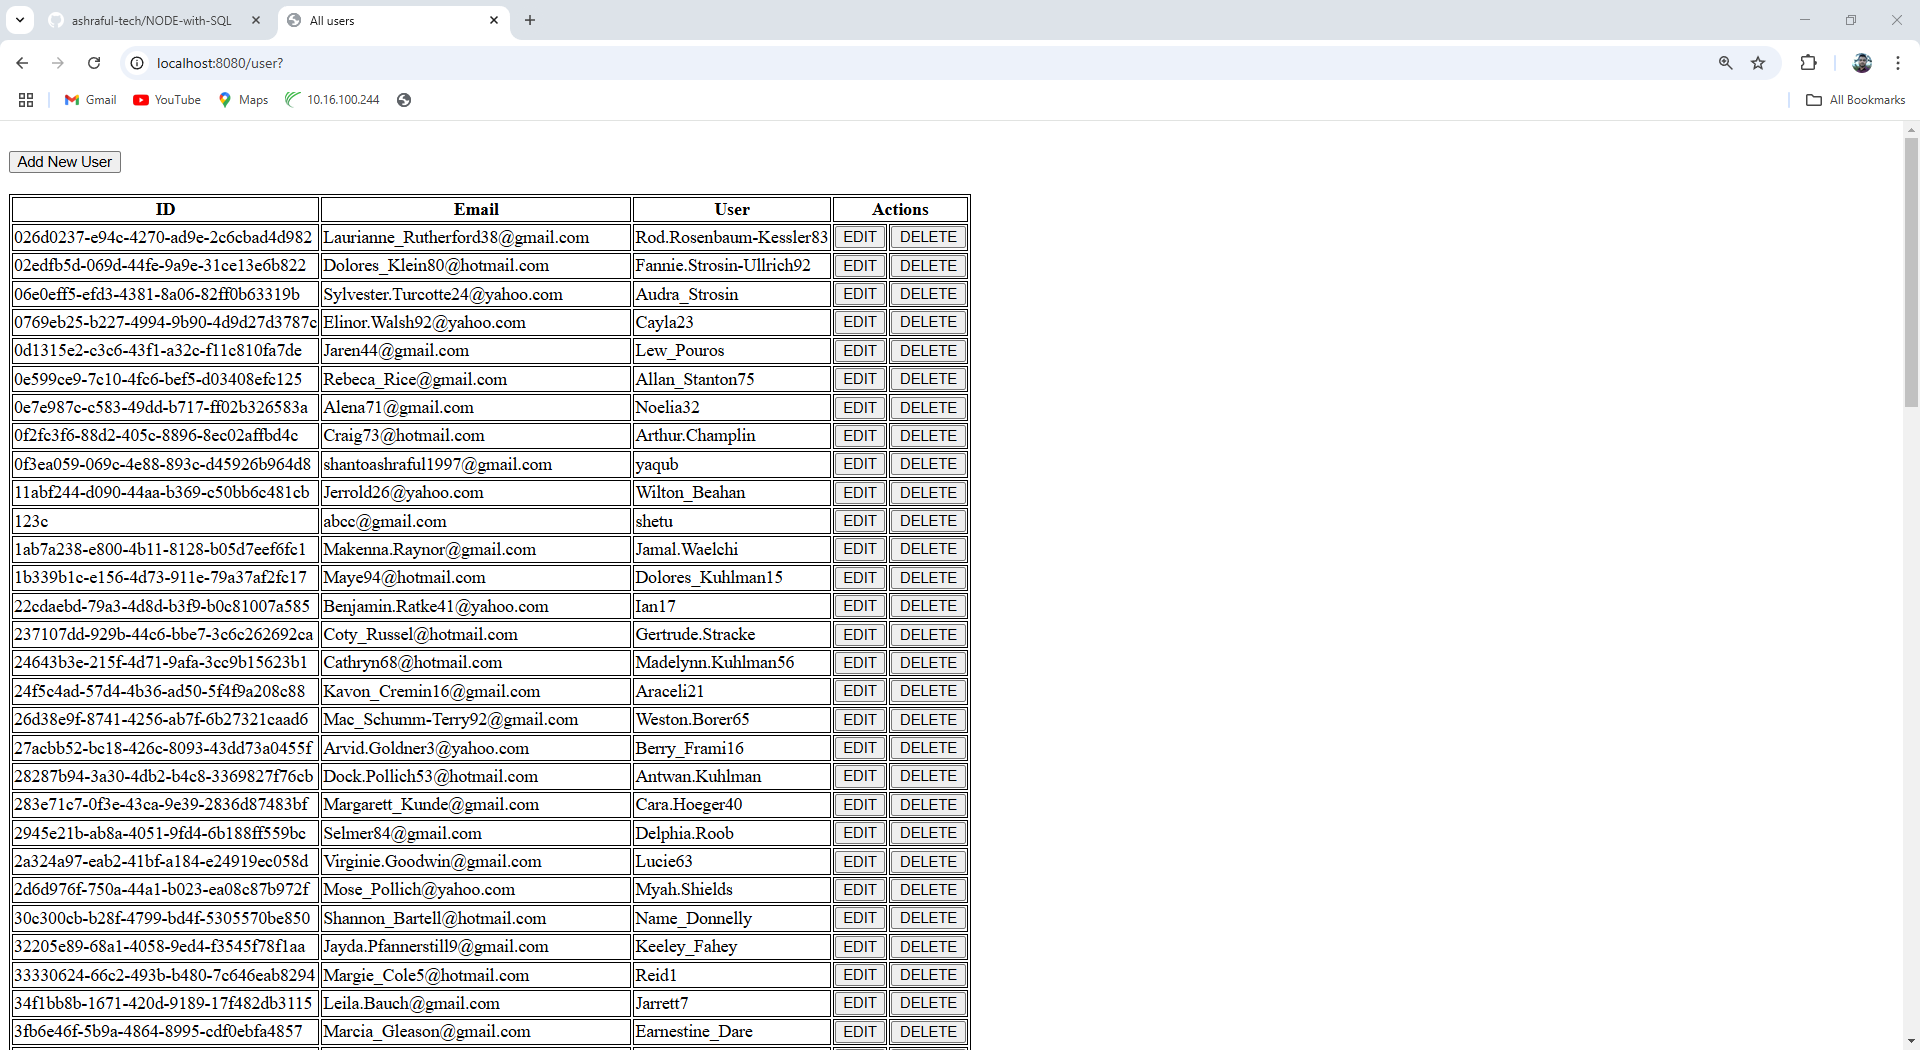 ashraful-tech/NODE-with-SQL
All users
localhost:8080/user?
Gmail YouTube Maps 10.16.100.244 All Bookmarks
Add New User
ID Email User Actions
026d0237-e94c-4270-ad9e-2c6cbad4d982 Laurianne_Rutherford38@gmail.com Rod.Rosenbaum-Kessler83 EDIT DELETE
02edfb5d-069d-44fe-9a9e-31ce13e6b822 Dolores_Klein80@hotmail.com Fannie.Strosin-Ullrich92 EDIT DELETE
06e0eff5-efd3-4381-8a06-82ff0b63319b Sylvester.Turcotte24@yahoo.com Audra_Strosin EDIT DELETE
0769eb25-b227-4994-9b90-4d9d27d3787c Elinor.Walsh92@yahoo.com Cayla23 EDIT DELETE
0d1315e2-c3c6-43f1-a32c-f11c810fa7de Jaren44@gmail.com Lew_Pouros EDIT DELETE
0e599ce9-7c10-4fc6-bef5-d03408efc125 Rebeca_Rice@gmail.com Allan_Stanton75 EDIT DELETE
0e7e987c-c583-49dd-b717-ff02b326583a Alena71@gmail.com Noelia32 EDIT DELETE
0f2fc3f6-88d2-405c-8896-8ec02affbd4c Craig73@hotmail.com Arthur.Champlin EDIT DELETE
0f3ea059-069c-4e88-893c-d45926b964d8 shantoashraful1997@gmail.com yaqub EDIT DELETE
11abf244-d090-44aa-b369-c50bb6c481cb Jerrold26@yahoo.com Wilton_Beahan EDIT DELETE
123c abcc@gmail.com shetu EDIT DELETE
1ab7a238-e800-4b11-8128-b05d7eef6fc1 Makenna.Raynor@gmail.com Jamal.Waelchi EDIT DELETE
1b339b1c-e156-4d73-911e-79a37af2fc17 Maye94@hotmail.com Dolores_Kuhlman15 EDIT DELETE
22cdaebd-79a3-4d8d-b3f9-b0c81007a585 Benjamin.Ratke41@yahoo.com Ian17 EDIT DELETE
237107dd-929b-44c6-bbe7-3c6c262692ca Coty_Russel@hotmail.com Gertrude.Stracke EDIT DELETE
24643b3e-215f-4d71-9afa-3cc9b15623b1 Cathryn68@hotmail.com Madelynn.Kuhlman56 EDIT DELETE
24f5c4ad-57d4-4b36-ad50-5f4f9a208c88 Kavon_Cremin16@gmail.com Araceli21 EDIT DELETE
26d38e9f-8741-4256-ab7f-6b27321caad6 Mac_Schumm-Terry92@gmail.com Weston.Borer65 EDIT DELETE
27acbb52-bc18-426c-8093-43dd73a0455f Arvid.Goldner3@yahoo.com Berry_Frami16 EDIT DELETE
28287b94-3a30-4db2-b4c8-3369827f76cb Dock.Pollich53@hotmail.com Antwan.Kuhlman EDIT DELETE
283e71c7-0f3e-43ca-9e39-2836d87483bf Margarett_Kunde@gmail.com Cara.Hoeger40 EDIT DELETE
2945e21b-ab8a-4051-9fd4-6b188ff559bc Selmer84@gmail.com Delphia.Roob EDIT DELETE
2a324a97-eab2-41bf-a184-e24919ec058d Virginie.Goodwin@gmail.com Lucie63 EDIT DELETE
2d6d976f-750a-44a1-b023-ea08c87b972f Mose_Pollich@yahoo.com Myah.Shields EDIT DELETE
30c300cb-b28f-4799-bd4f-5305570be850 Shannon_Bartell@hotmail.com Name_Donnelly EDIT DELETE
32205e89-68a1-4058-9ed4-f3545f78f1aa Jayda.Pfannerstill9@gmail.com Keeley_Fahey EDIT DELETE
33330624-66c2-493b-b480-7c646eab8294 Margie_Cole5@hotmail.com Reid1 EDIT DELETE
34f1bb8b-1671-420d-9189-17f482db3115 Leila.Bauch@gmail.com Jarrett7 EDIT DELETE
3fb6e46f-5b9a-4864-8995-cdf0ebfa4857 Marcia_Gleason@gmail.com Earnestine_Dare EDIT DELETE